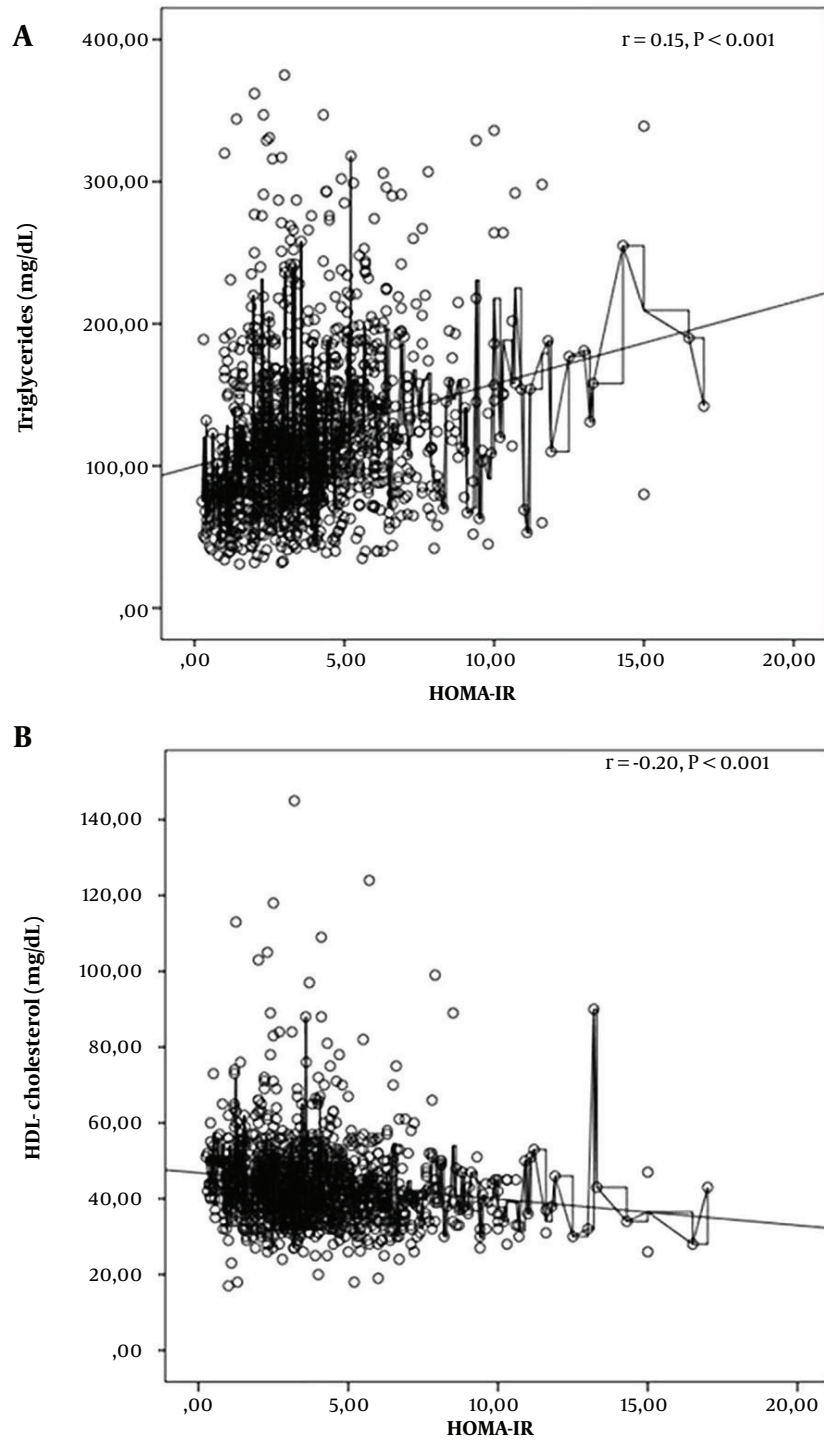 A
r = 0.15, P < 0.001
400,00
300,00
200,00
100,00
,00
Triglycerides (mg/dL)
,00 5,00 10,00 15,00 20,00
HOMA-IR
B
r = -0.20, P < 0.001
140,00
120,00
100,00
80,00
60,00
40,00
20,00
,00
HDL- cholesterol (mg/dL)
,00 5,00 10,00 15,00 20,00
HOMA-IR